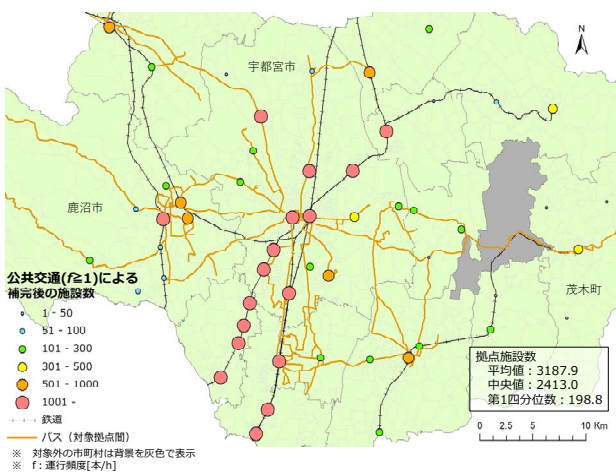 宇都宮市
N
鹿沼市
茂木町
公共交通(f≧1)による
補完後の施設数
1 - 50
51 - 100
101 - 300
301 - 500
501 - 1000
1001 -
鉄道
バス（対象拠点間）
※ 対象外の市町村は背景を灰色で表示
※ f：運行頻度[本/h]
拠点施設数
平均値：3187.9
中央値：2413.0
第1四分位数：198.8
0 2.5 5 10 Km